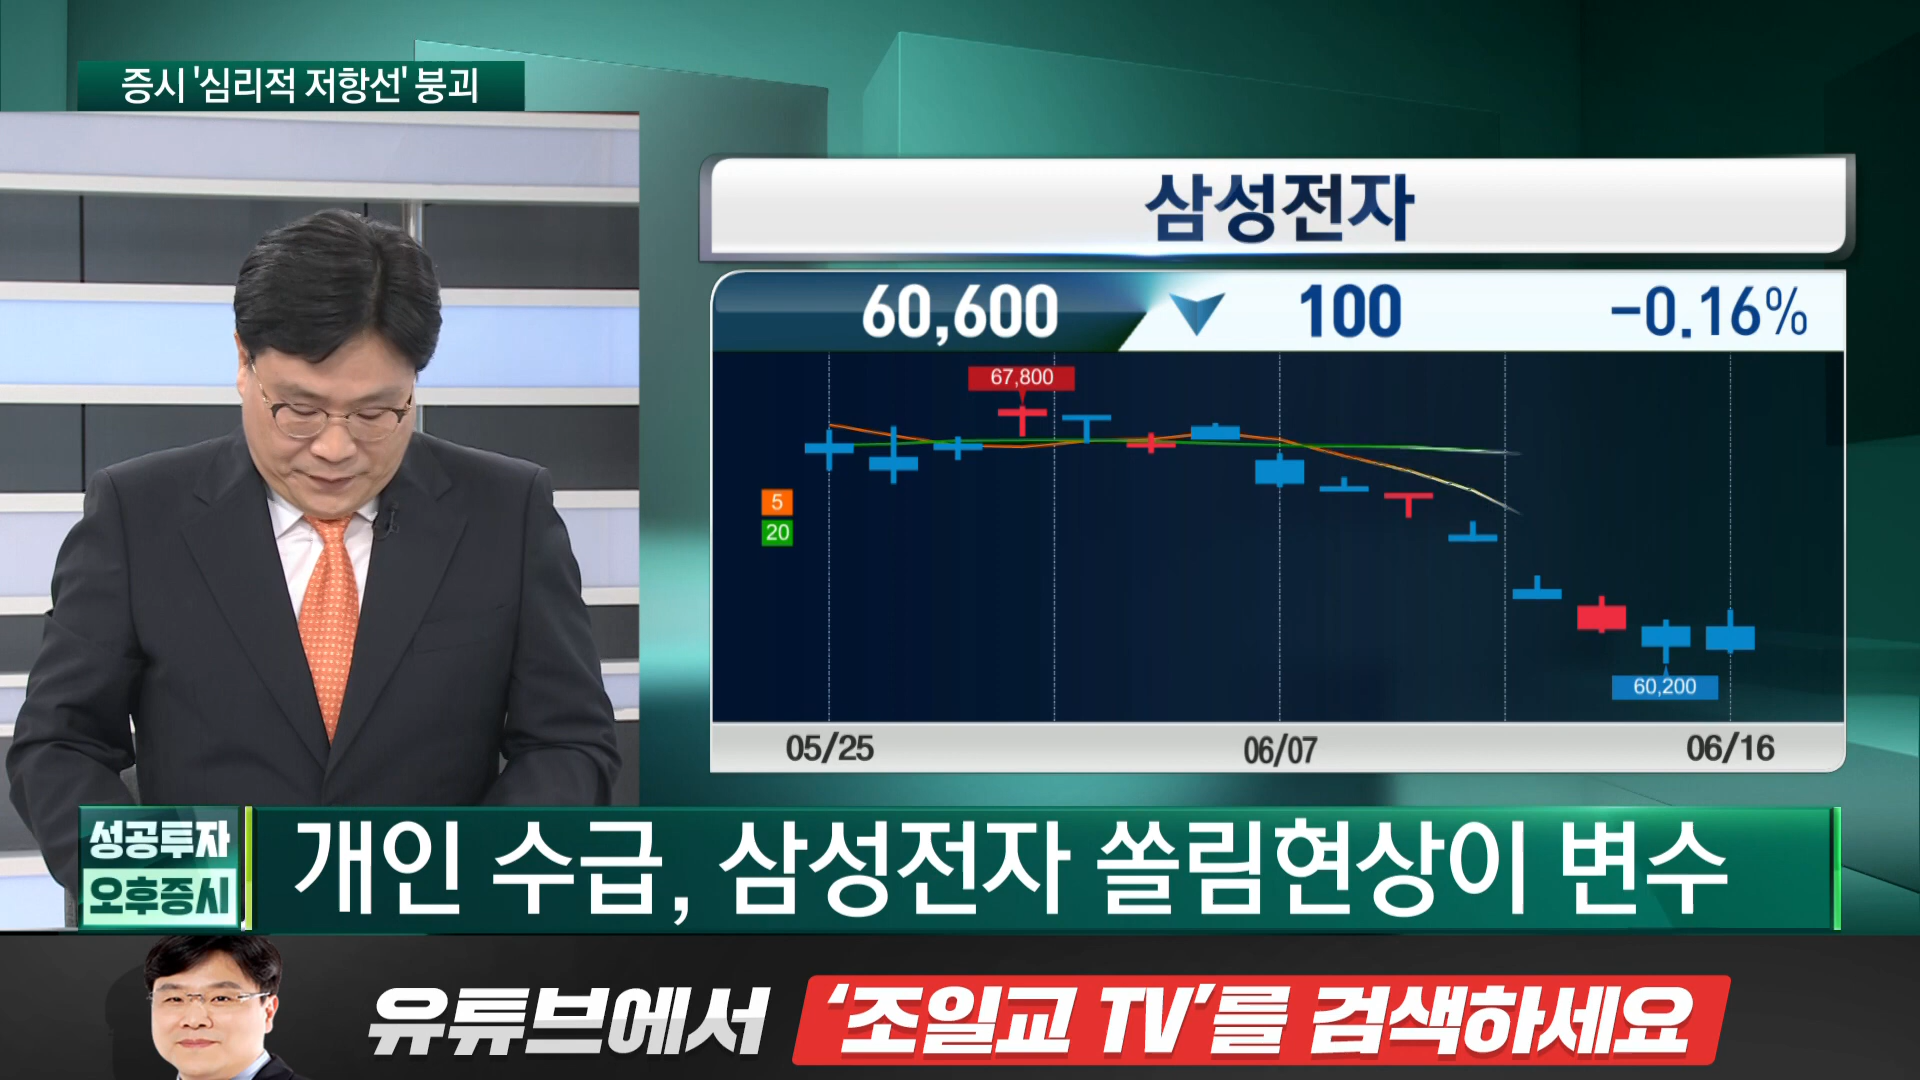 증시 '심리적 저항선' 붕괴
삼성전자
60,600 100 -0.16%
67,800
5
20
60,200
05/25 06/07 06/16
성공투자
오후증시
개인 수급, 삼성전자 쏠림현상이 변수
유튜브에서 '조일교 TV'를 검색하세요